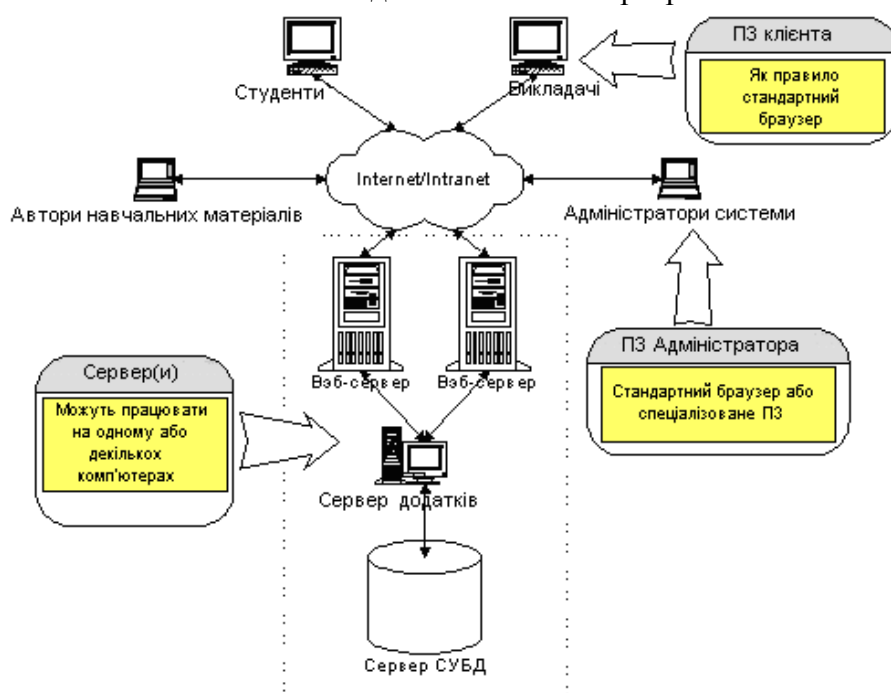 ПЗ клієнта
Як правило
стандартний
браузер
Студенти
Викладачі
Internet/Intranet
Автори навчальних матеріалів
Адміністратори системи
ПЗ Адміністратора
Стандартний браузер або
спеціалізоване ПЗ
Вэб-сервер
Вэб-сервер
Сервер(и)
Можуть працювати
на одному або
декількох
комп'ютерах
Сервер додатків
Сервер СУБД